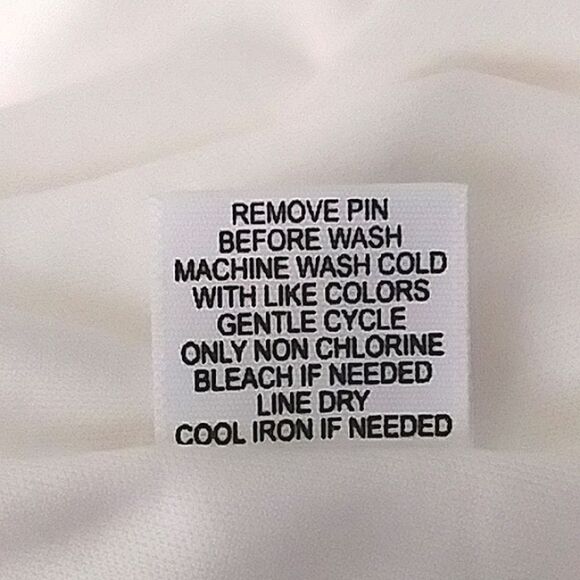 REMOVE PIN
BEFORE WASH
MACHINE WASH COLD
WITH LIKE COLORS
GENTLE CYCLE
ONLY NON CHLORINE
BLEACH IF NEEDED
LINE DRY
COOL IRON IF NEEDED